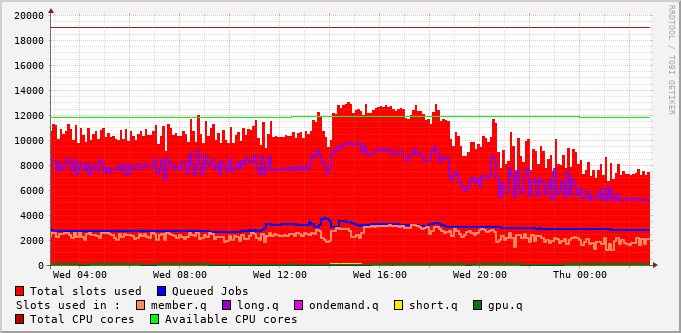 20000
18000
16000
14000
12000
10000
8000
6000
4000
2000
0
Wed 04:00 Wed 08:00 Wed 12:00 Wed 16:00 Wed 20:00 Thu 00:00
RRDTOOL / TOBI OETIKER
Total slots used Queued Jobs
Slots used in : member.q long.q ondemand.q short.q gpu.q
Total CPU cores Available CPU cores